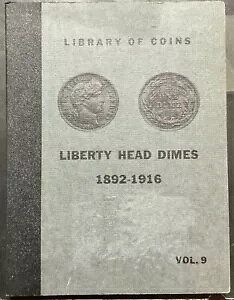 LIBRARY OF COINS
LIBERTY HEAD DIMES
1892-1916
VOL. 9